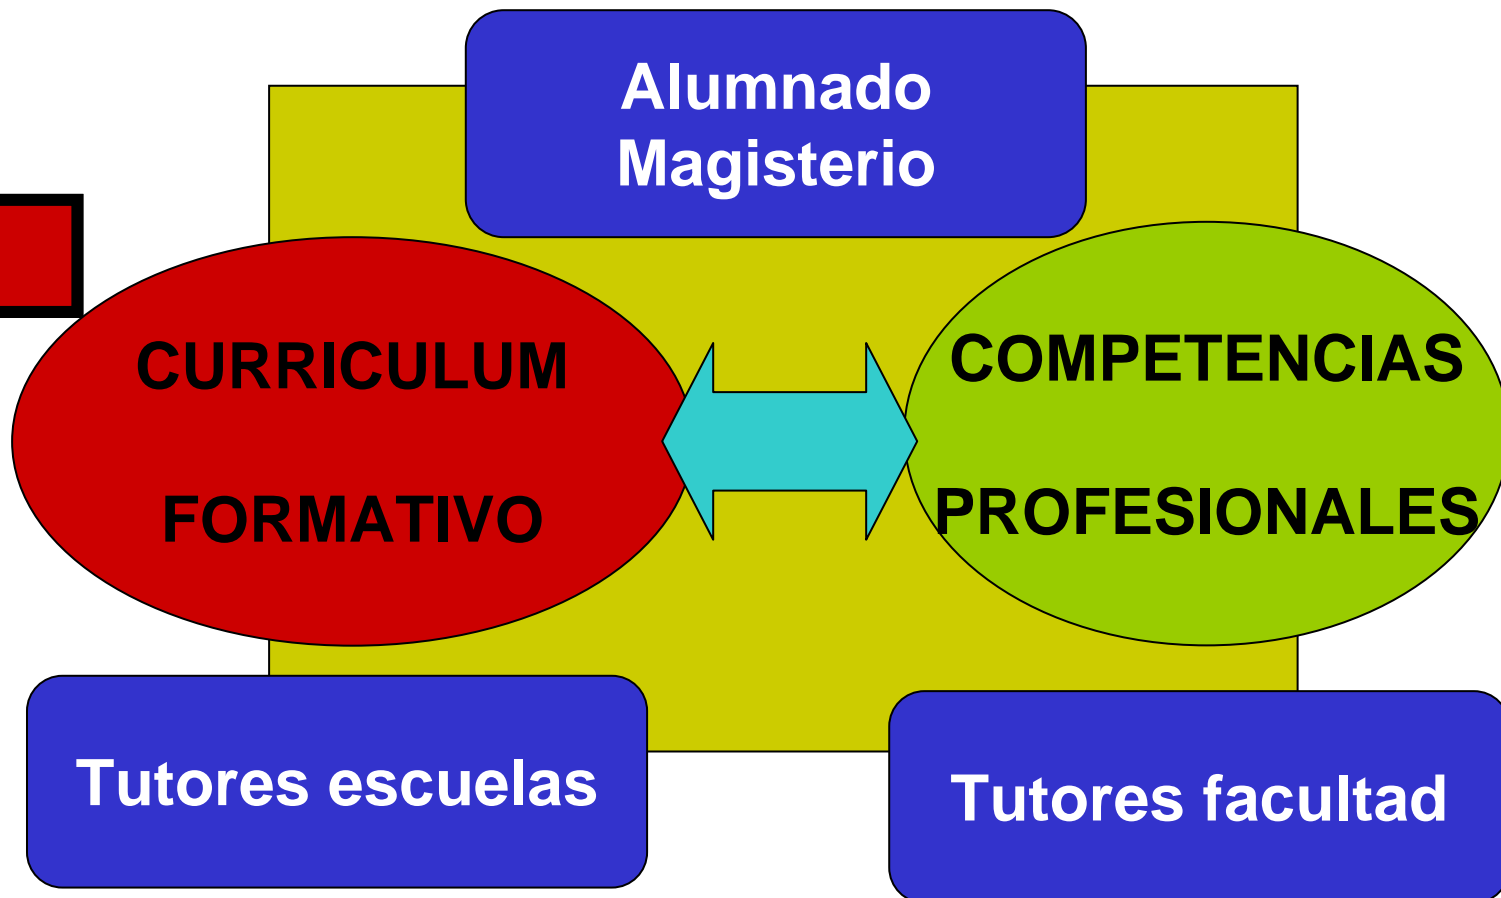 Alumnado
Magisterio
CURRICULUM
FORMATIVO
COMPETENCIAS
PROFESIONALES
Tutores escuelas
Tutores facultad